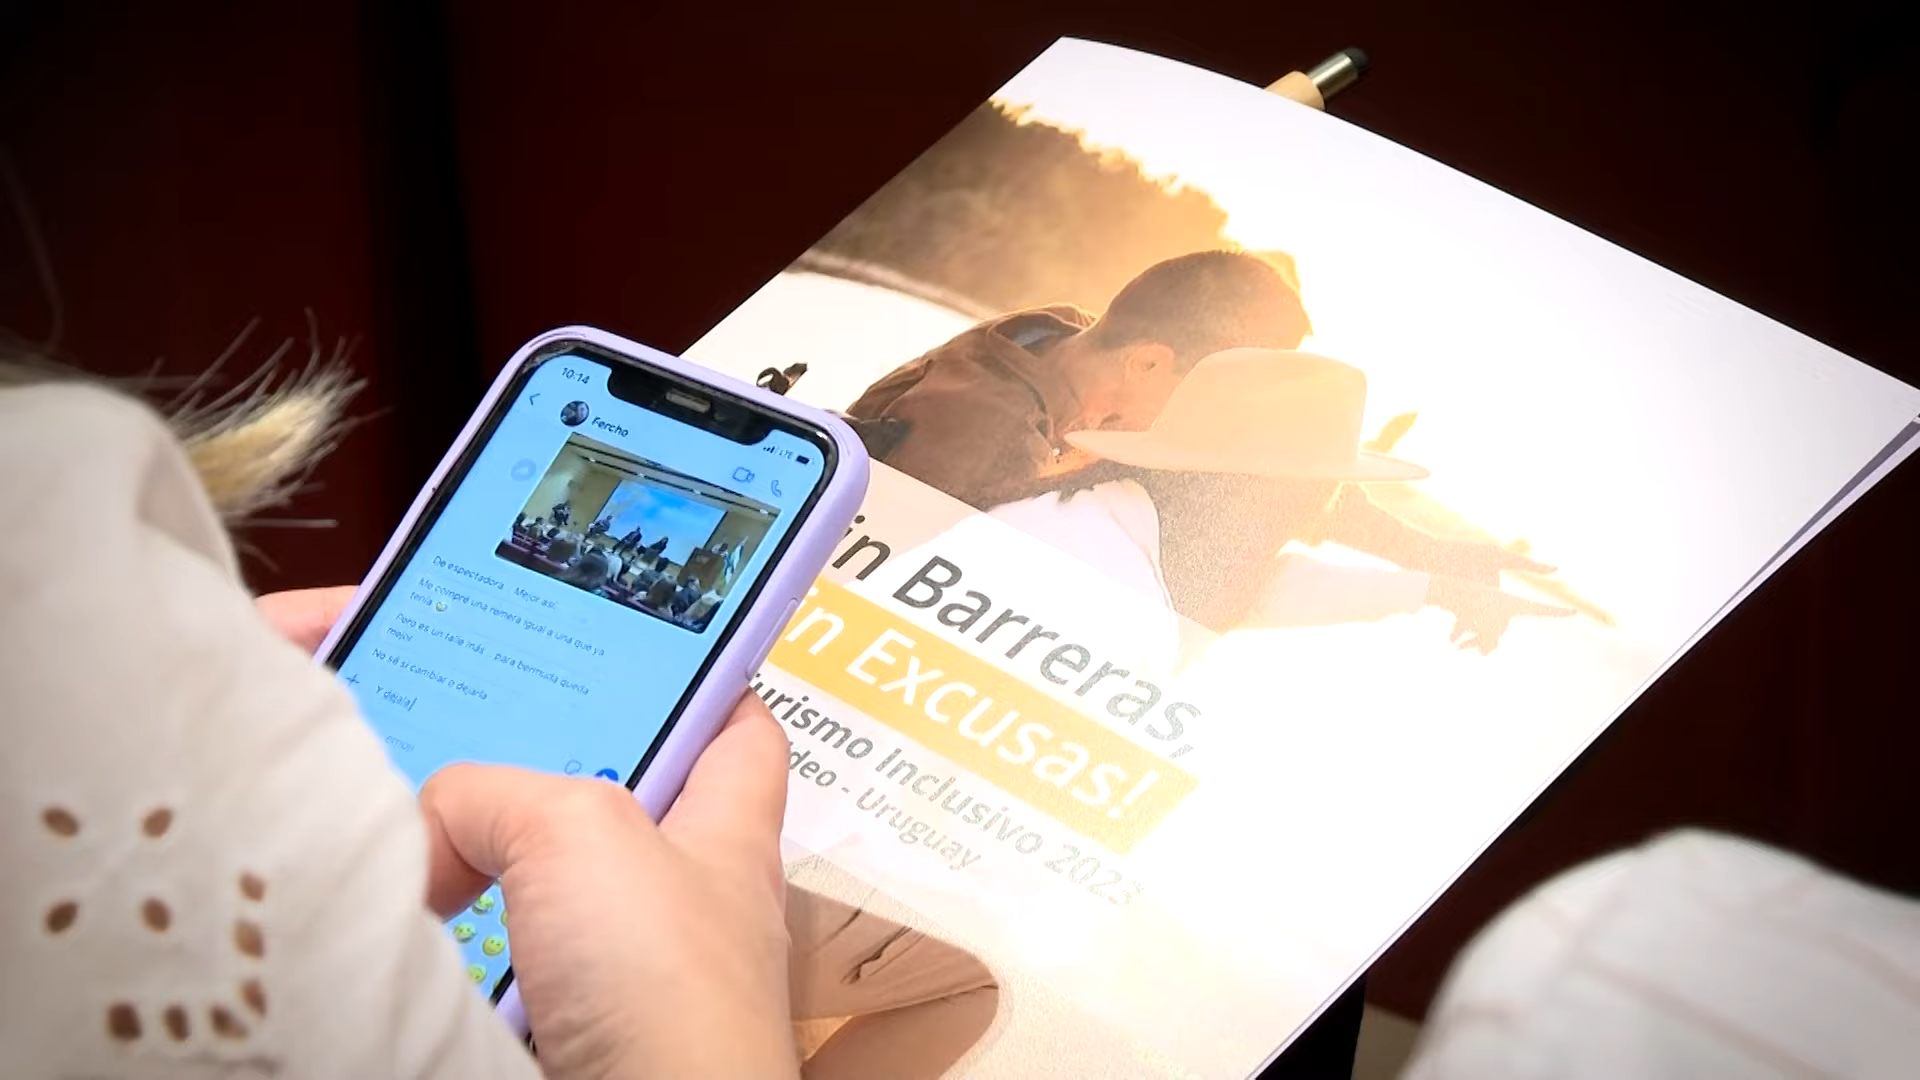 10:14
LTE
Fercho
De espectadora. Mejor así.
Me compré una remera igual a una que ya
tenía
Pero es un talle más.. para bermuda queda
mejor
No sé si cambiar o dejarla
Y dejala
in Barreras,
in Excusas!
urismo Inclusivo 2023
ideo - Uruguay